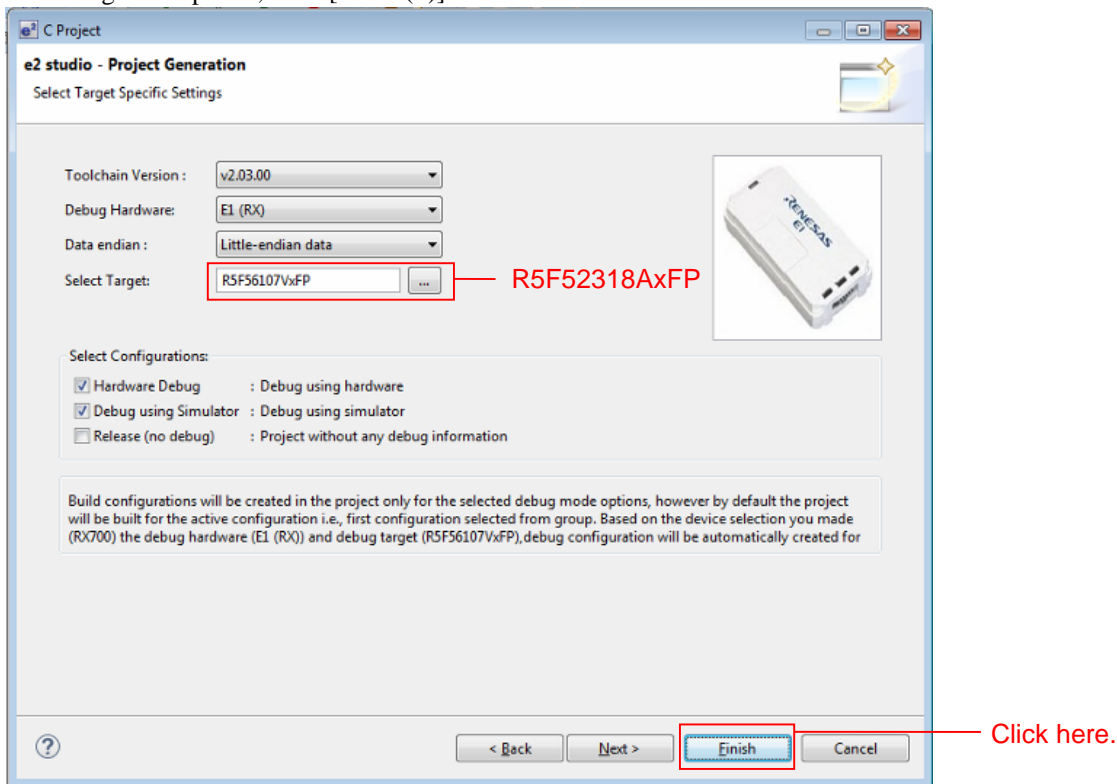 e² C Project
e2 studio - Project Generation
Select Target Specific Settings
Toolchain Version : v2.03.00
Debug Hardware: E1 (RX)
Data endian : Little-endian data
Select Target: R5F56107VxFP ... R5F52318AxFP
RENESAS
E1
Select Configurations:
Hardware Debug : Debug using hardware
Debug using Simulator : Debug using simulator
Release (no debug) : Project without any debug information
Build configurations will be created in the project only for the selected debug mode options, however by default the project
will be built for the active configuration i.e., first configuration selected from group. Based on the device selection you made
(RX700) the debug hardware (E1 (RX)) and debug target (R5F56107VxFP),debug configuration will be automatically created for
? < Back Next > Finish Cancel Click here.